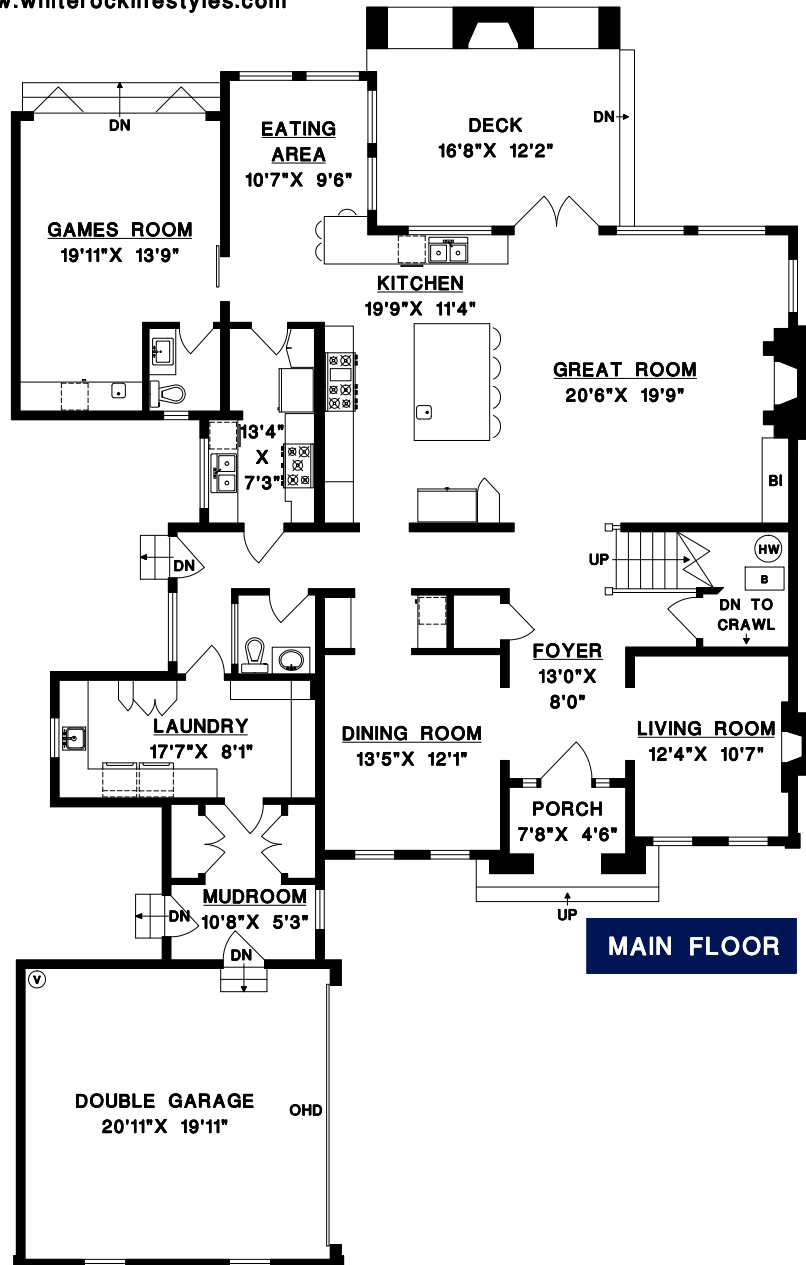 w.whiterocklifestyles.com
DN
EATING
AREA
10'7"X 9'6"
DECK
16'8"X 12'2"
DN
GAMES ROOM
19'11"X 13'9"
KITCHEN
19'9"X 11'4"
GREAT ROOM
20'6"X 19'9"
13'4"
X
7'3"
BI
DN
UP
HW
B
DN TO
CRAWL
FOYER
13'0"X
8'0"
LAUNDRY
17'7"X 8'1"
DINING ROOM
13'5"X 12'1"
LIVING ROOM
12'4"X 10'7"
PORCH
7'8"X 4'6"
MUDROOM
10'8"X 5'3"
DN
DN
UP
MAIN FLOOR
V
DOUBLE GARAGE
20'11"X 19'11"
OHD